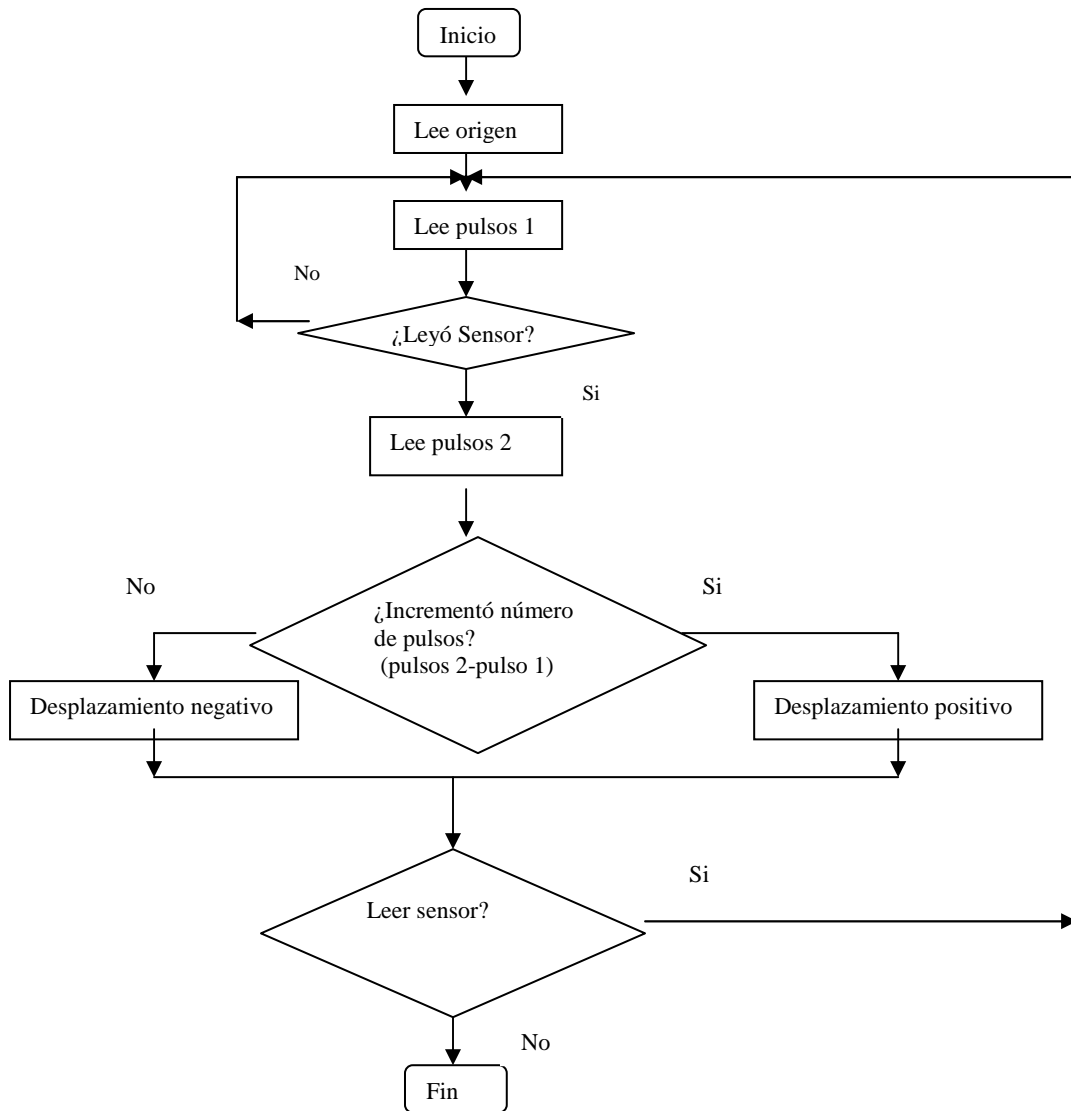 Inicio
Lee origen
Lee pulsos 1
No
¿Leyó Sensor?
Si
Lee pulsos 2
No
Si
¿Incrementó número
de pulsos?
(pulsos 2-pulso 1)
Desplazamiento negativo
Desplazamiento positivo
Si
Leer sensor?
No
Fin